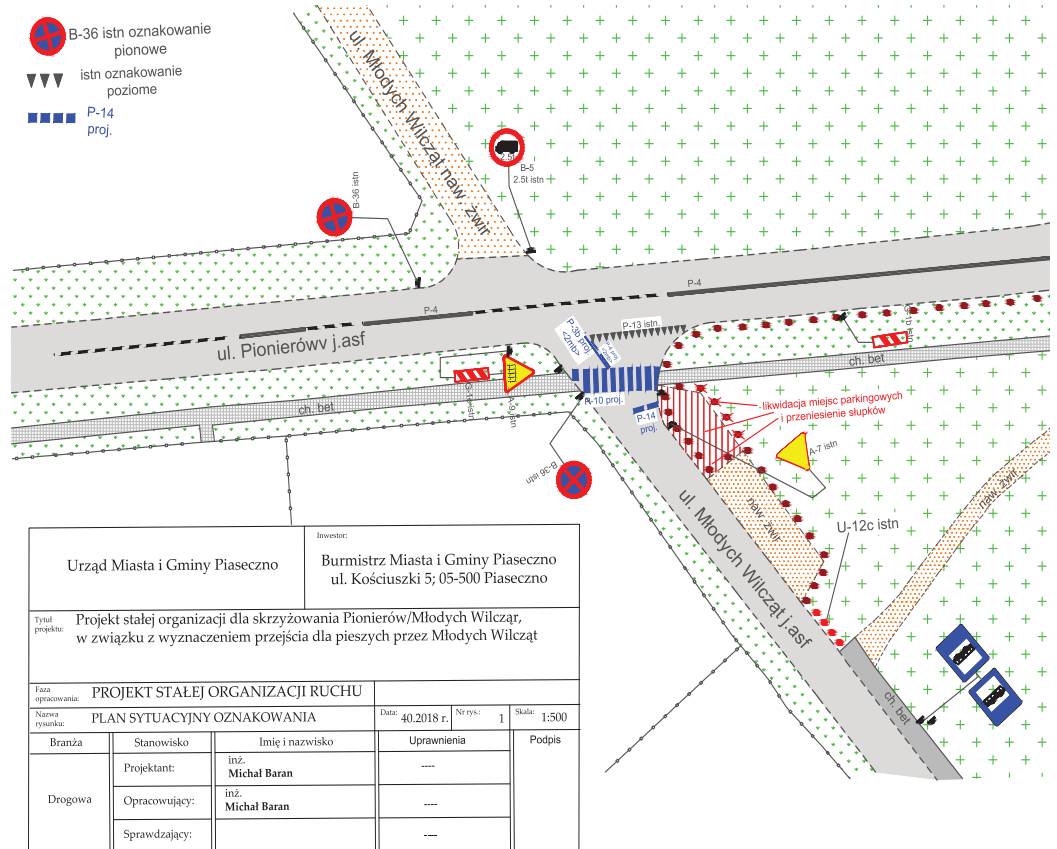 B-36 istn oznakowanie
pionowe
istn oznakowanie
poziome
P-14
proj.
ul. Młodych Wilcząt naw. żwir
2.5t
B-5
2.5t istn
B-36 istn
P-4
P-4
ul. Pionierówv j.asf
P-3b proj
<2mb>
P-13 istn.
ch. bet
ch. bet
P-10 proj.
P-14
proj.
B-36 istn
likwidacja miejsc parkingowych
i przeniesienie słupków
A-7 istn
naw. żwir
naw. żwir
U-12c istn
ul. Młodych Wilcząt j.asf
ch. bet
Urząd Miasta i Gminy Piaseczno
Inwestor:
Burmistrz Miasta i Gminy Piaseczno
ul. Kościuszki 5; 05-500 Piaseczno
Tytuł
projektu:
Projekt stałej organizacji dla skrzyżowania Pionierów/Młodych Wilcząr,
w związku z wyznaczeniem przejścia dla pieszych przez Młodych Wilcząt
Faza
opracowania:
PROJEKT STAŁEJ ORGANIZACJI RUCHU
Nazwa
rysunku:
PLAN SYTUACYJNY OZNAKOWANIA
Data: 40.2018 r.
Nr rys.: 1
Skala: 1:500
Branża Stanowisko Imię i nazwisko Uprawnienia Podpis
Drogowa
Projektant:
inż.
Michał Baran
----
Opracowujący:
inż.
Michał Baran
----
Sprawdzający:
----